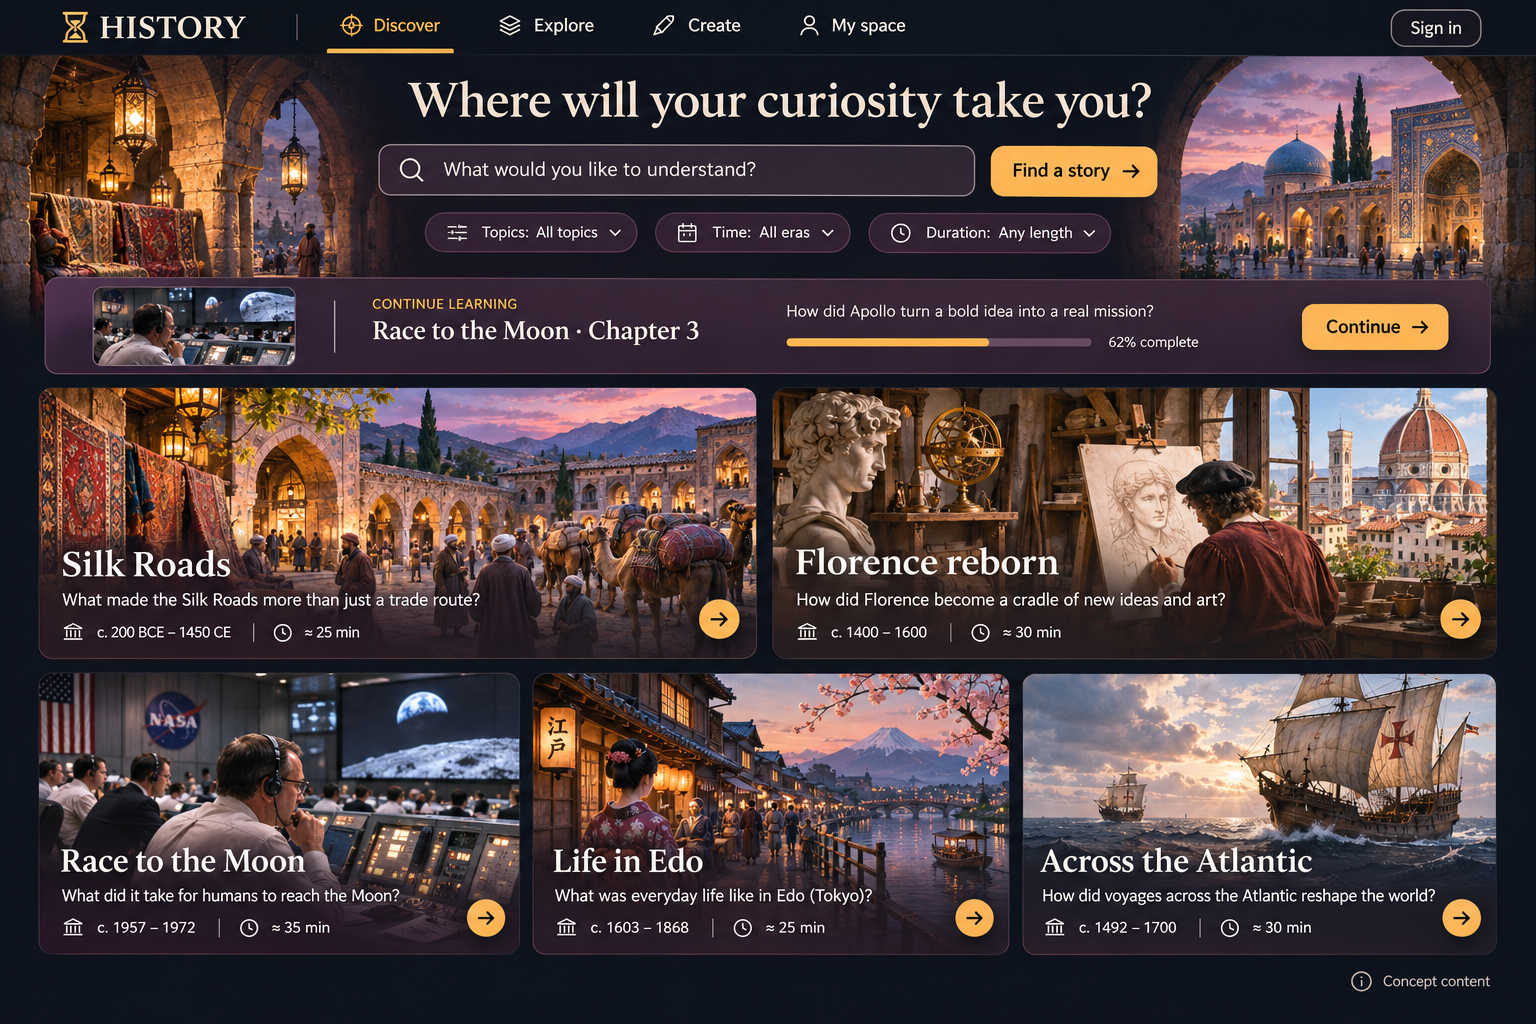 HISTORY
Discover
Explore
Create
My space
Sign in
Where will your curiosity take you?
What would you like to understand?
Find a story
Topics: All topics
Time: All eras
Duration: Any length
CONTINUE LEARNING
Race to the Moon · Chapter 3
How did Apollo turn a bold idea into a real mission?
62% complete
Continue
Silk Roads
What made the Silk Roads more than just a trade route?
c. 200 BCE – 1450 CE
≈ 25 min
Florence reborn
How did Florence become a cradle of new ideas and art?
c. 1400 – 1600
≈ 30 min
NASA
Race to the Moon
What did it take for humans to reach the Moon?
c. 1957 – 1972
≈ 35 min
江戸
Life in Edo
What was everyday life like in Edo (Tokyo)?
c. 1603 – 1868
≈ 25 min
Across the Atlantic
How did voyages across the Atlantic reshape the world?
c. 1492 – 1700
≈ 30 min
Concept content